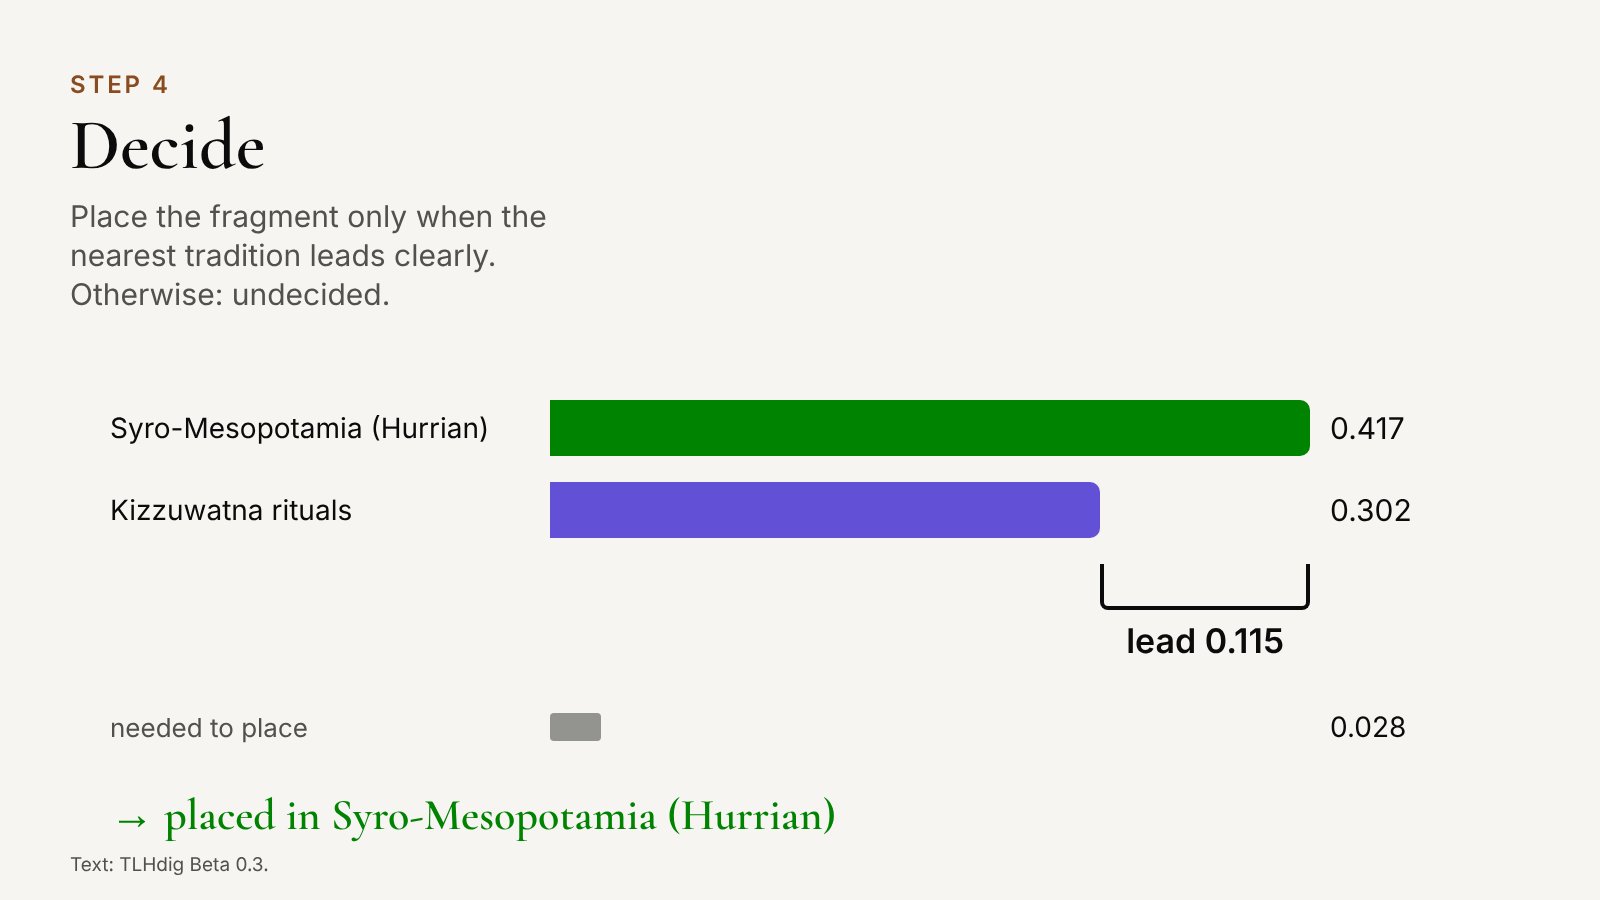 STEP 4
Decide
Place the fragment only when the
nearest tradition leads clearly.
Otherwise: undecided.
Syro-Mesopotamia (Hurrian) 0.417
Kizzuwatna rituals 0.302
lead 0.115
needed to place 0.028
→ placed in Syro-Mesopotamia (Hurrian)
Text: TLHdig Beta 0.3.